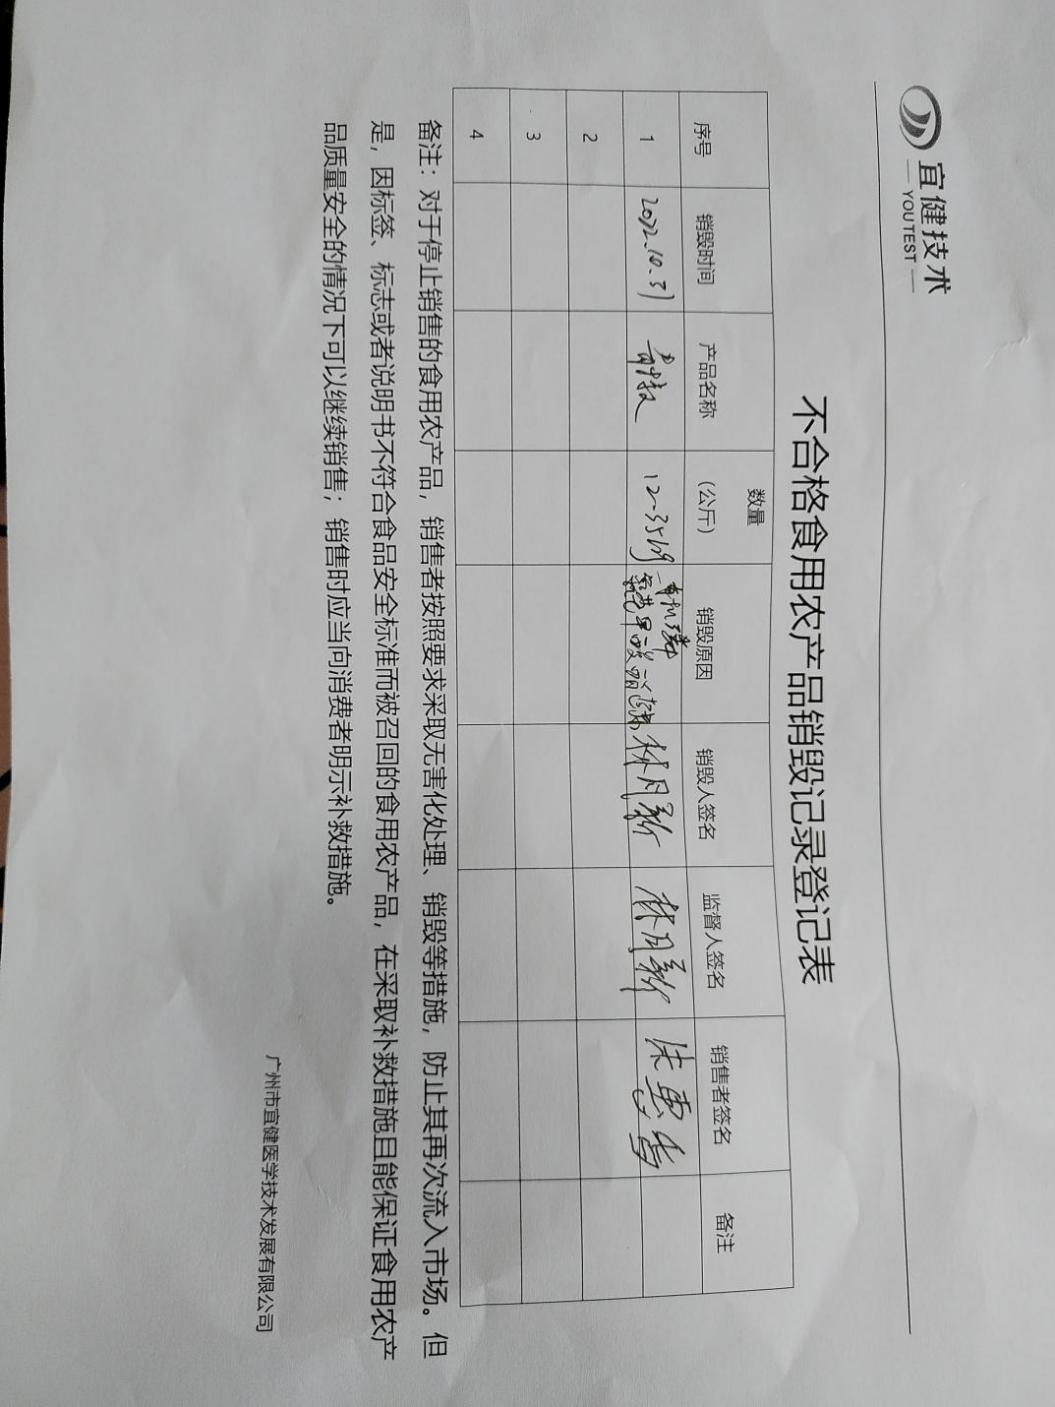 宜健技术
YOUTEST
不合格食用农产品销毁记录登记表
序号 销毁时间 产品名称 数量（公斤） 销毁原因 销毁人签名 监督人签名 销售者签名 备注
1 2022.10.31 12.35kg 有机磷
2
3
4
备注：对于停止销售的食用农产品，销售者按照要求采取无害化处理、销毁等措施，防止其再次流入市场。但
是，因标签、标志或者说明书不符合食品安全标准而被召回的食用农产品，在采取补救措施且能保证食用农产
品质量安全的情况下可以继续销售；销售时应当向消费者明示补救措施。
广州市宜健医学技术发展有限公司